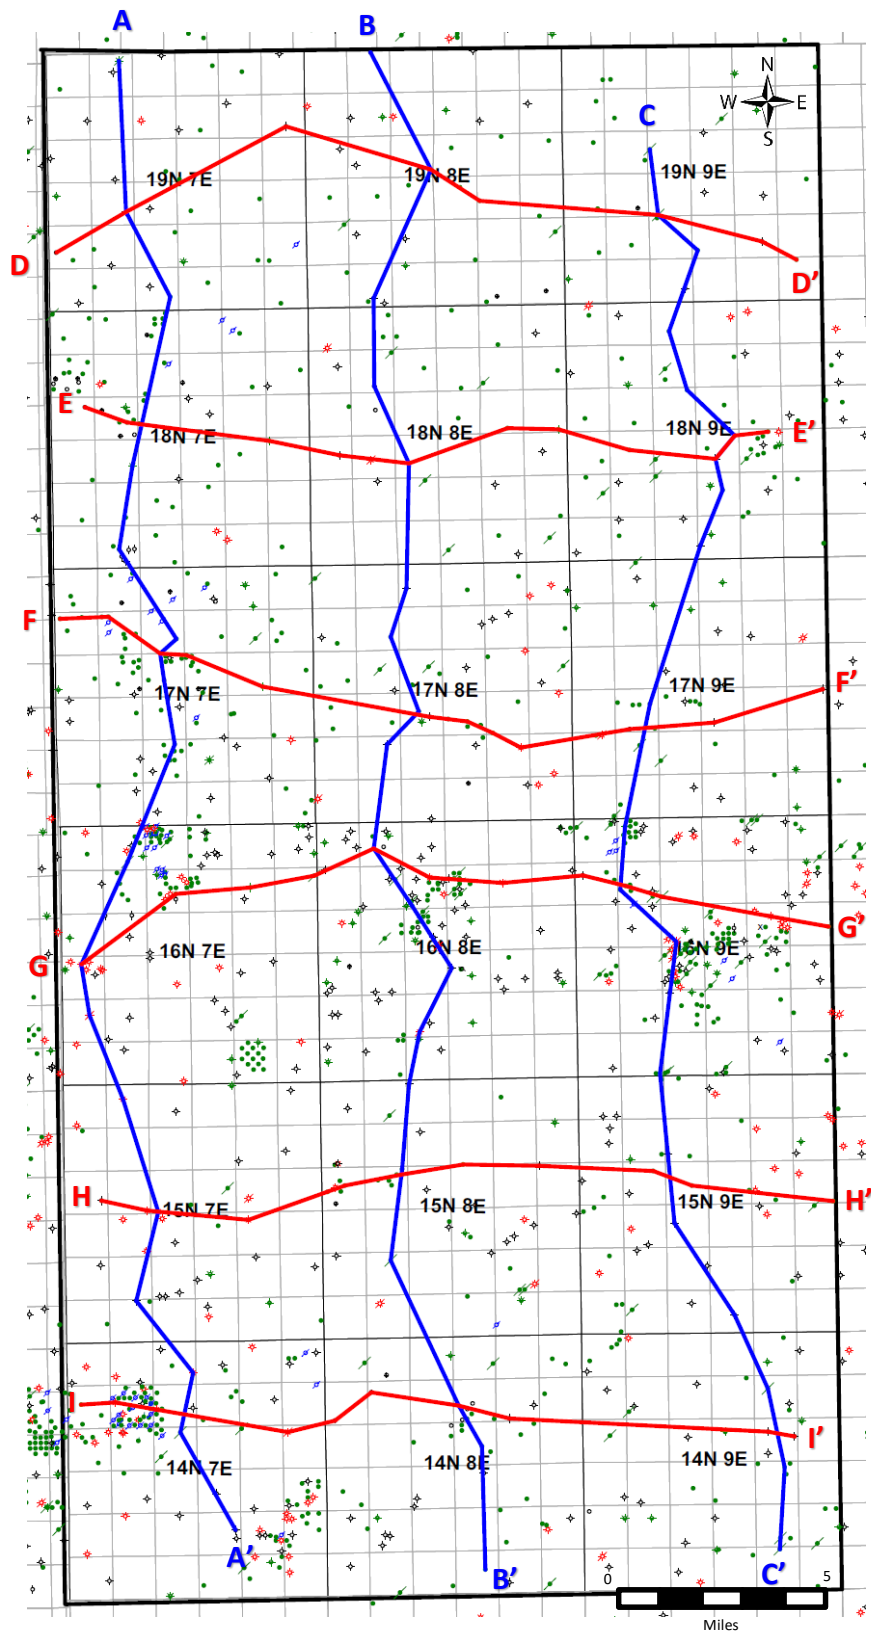 A
B
N
W E
S
C
19N 7E
19N 8E
19N 9E
D
D’
E
18N 7E
18N 8E
18N 9E
E’
F
17N 7E
17N 8E
17N 9E
F’
G
16N 7E
16N 8E
16N 9E
G’
H
15N 7E
15N 8E
15N 9E
H’
I
I’
14N 7E
14N 8E
14N 9E
A’
B’
C’
0 5
Miles